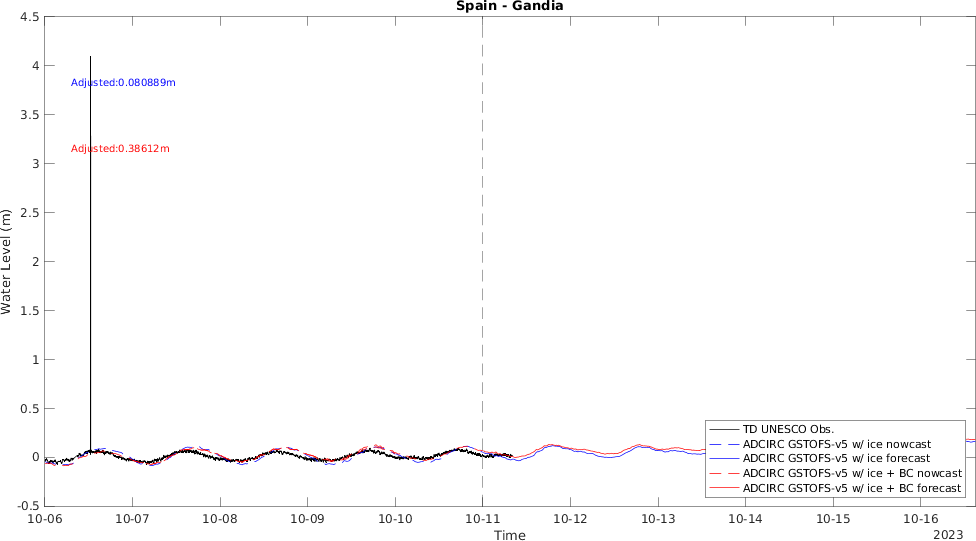 Spain - Gandia
4.5
4
3.5
3
2.5
2
1.5
1
0.5
0
-0.5
Water Level (m)
Adjusted:0.080889m
Adjusted:0.38612m
TD UNESCO Obs.
ADCIRC GSTOFS-v5 w/ ice nowcast
ADCIRC GSTOFS-v5 w/ ice forecast
ADCIRC GSTOFS-v5 w/ ice + BC nowcast
ADCIRC GSTOFS-v5 w/ ice + BC forecast
10-06 10-07 10-08 10-09 10-10 10-11 10-12 10-13 10-14 10-15 10-16
Time
2023